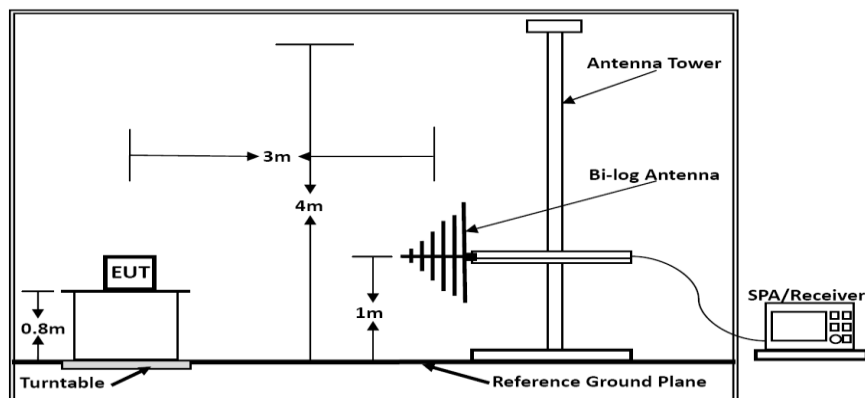 Antenna Tower
3m
Bi-log Antenna
4m
EUT
SPA/Receiver
0.8m
1m
Turntable
Reference Ground Plane